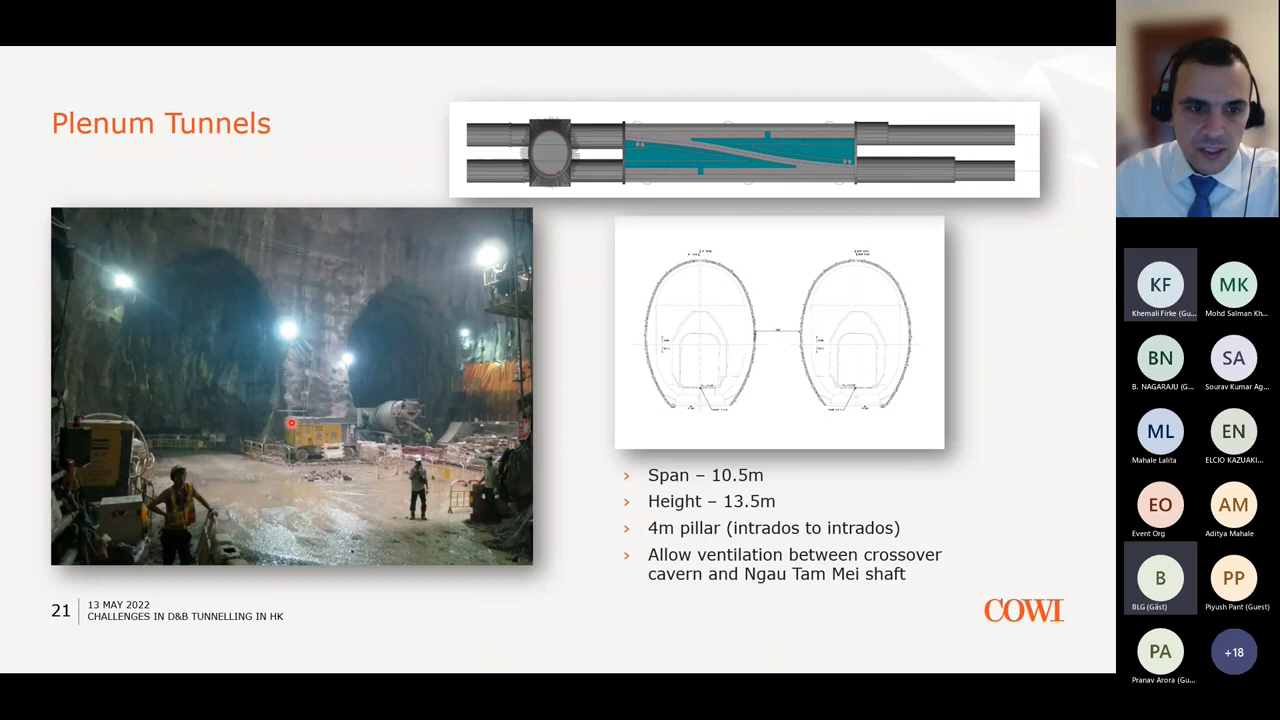 Plenum Tunnels
› Span – 10.5m
› Height – 13.5m
› 4m pillar (intrados to intrados)
› Allow ventilation between crossover
cavern and Ngau Tam Mei shaft
21
13 MAY 2022
CHALLENGES IN D&B TUNNELLING IN HK
COWI
KF
Khemali Firke (Gu...
MK
Mohd Salman Kh...
BN
B. NAGARAJU (G...
SA
Sourav Kumar Ag...
ML
Mahale Lalita
EN
ELCIO KAZUAKI...
EO
Event Org
AM
Aditya Mahale
B
BLG (Gäst)
PP
Piyush Pant (Guest)
PA
Pranav Arora (Gu...
+18